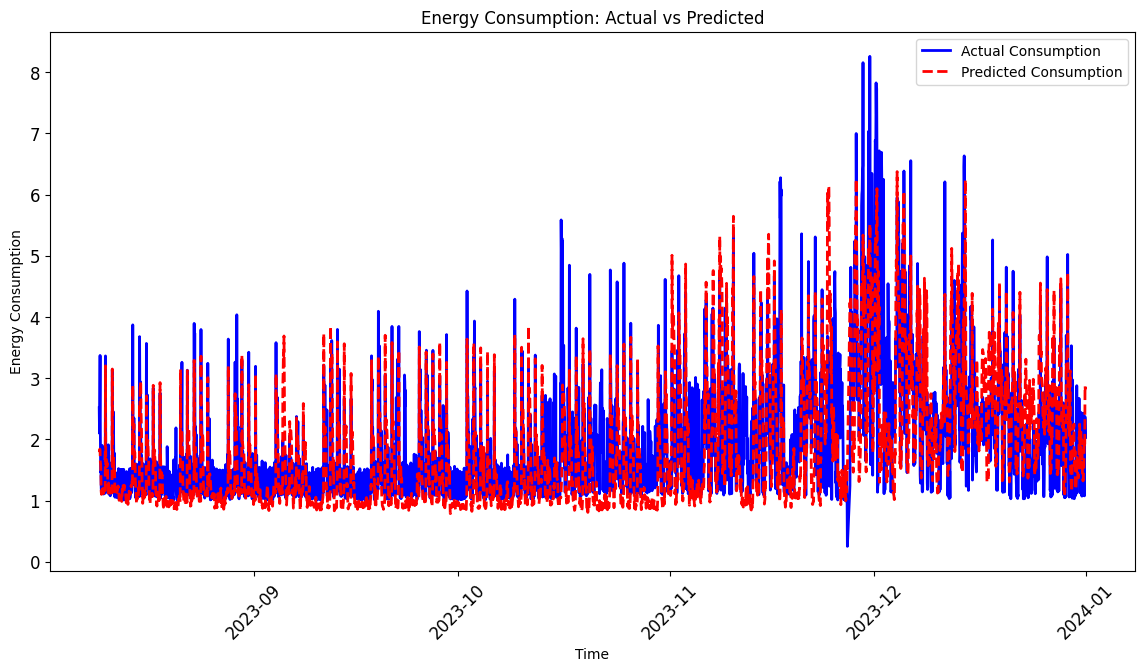 Energy Consumption: Actual vs Predicted
Actual Consumption
Predicted Consumption
Energy Consumption
8
7
6
5
4
3
2
1
0
2023-09
2023-10
2023-11
2023-12
2024-01
Time